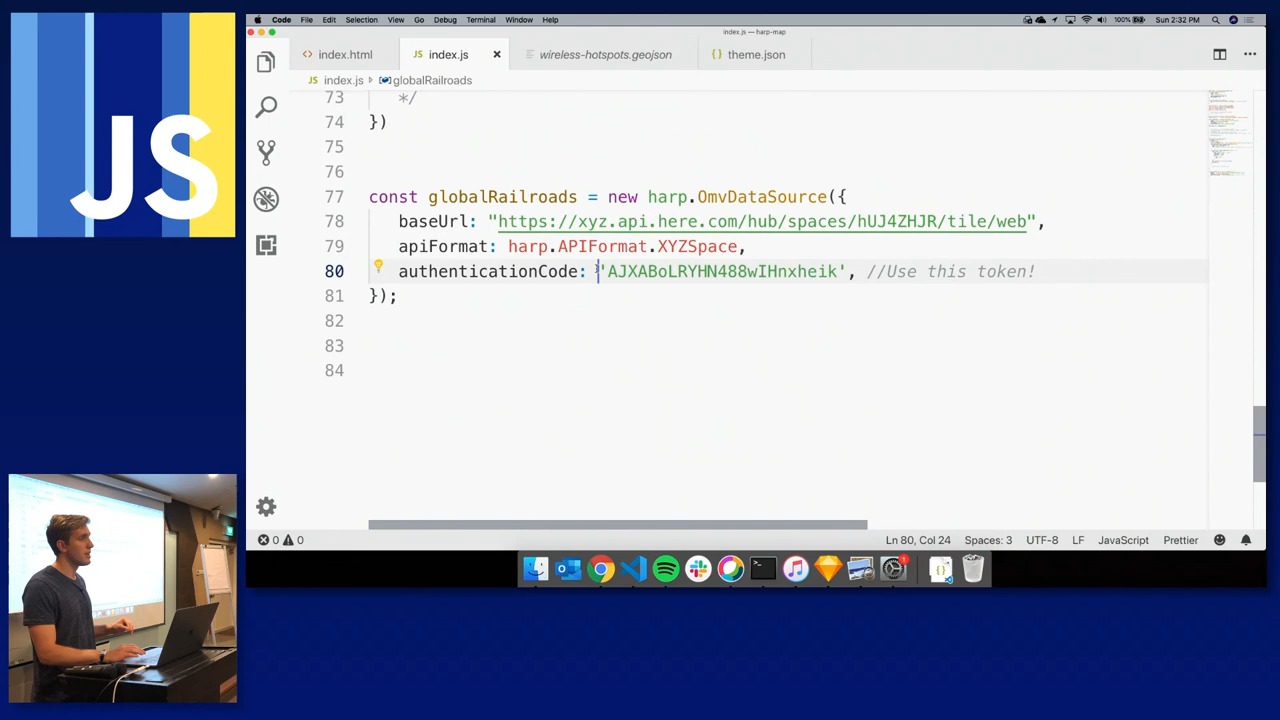 JS
Code File Edit Selection View Go Debug Terminal Window Help
100% Sun 2:32 PM
index.js — harp-map
<> index.html
JS index.js ×
wireless-hotspots.geojson
{ } theme.json
JS index.js globalRailroads
73 */
74 })
75
76
77 const globalRailroads = new harp.OmvDataSource({
78 baseUrl: "https://xyz.api.here.com/hub/spaces/hUJ4ZHJR/tile/web",
79 apiFormat: harp.APIFormat.XYZSpace,
80 authenticationCode: 'AJXABoLRYHN488wIHnxheik', //Use this token!
81 });
82
83
84
0 0 Ln 80, Col 24 Spaces: 3 UTF-8 LF JavaScript Prettier